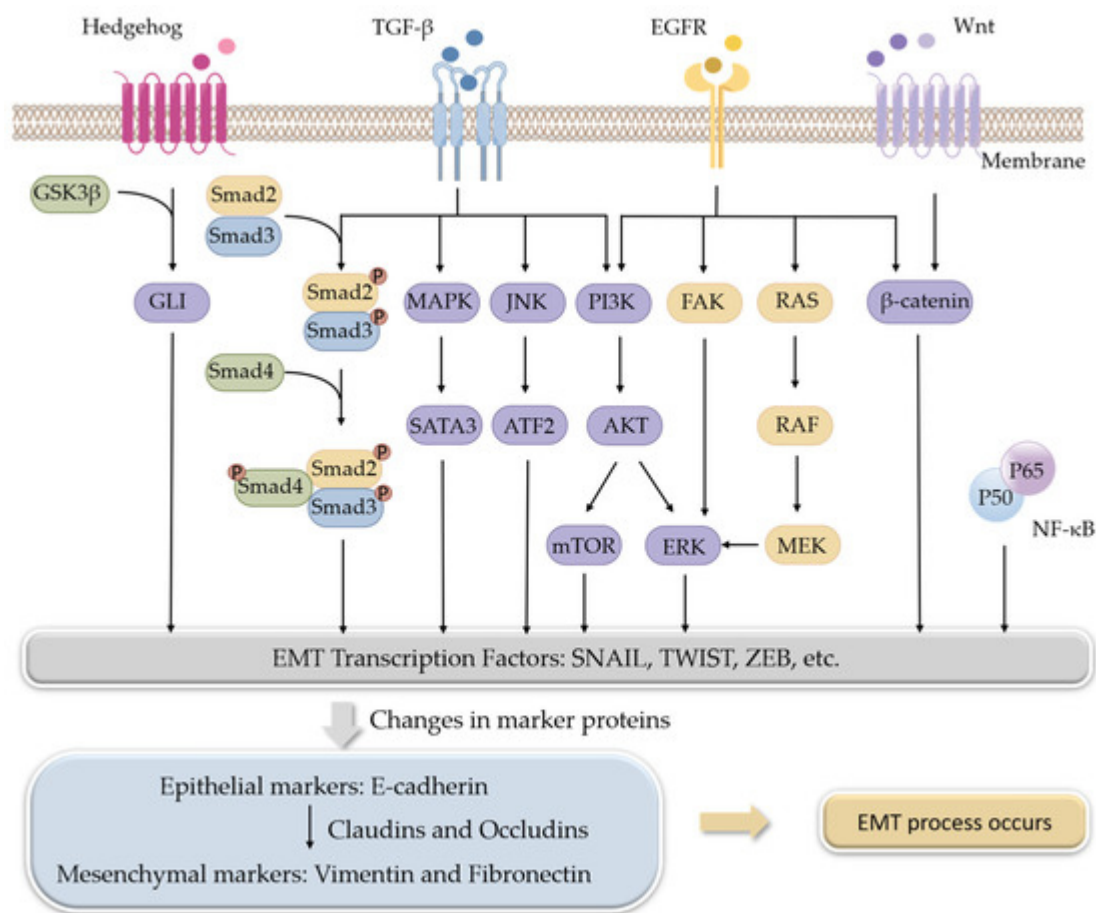 Hedgehog
TGF-β
EGFR
Wnt
Membrane
GSK3β
Smad2
Smad3
GLI
Smad2
P
Smad3
P
MAPK
JNK
PI3K
FAK
RAS
β-catenin
Smad4
SATA3
ATF2
AKT
RAF
P
Smad4
Smad2
P
Smad3
P
mTOR
ERK
MEK
P65
P50
NF-κB
EMT Transcription Factors: SNAIL, TWIST, ZEB, etc.
Changes in marker proteins
Epithelial markers: E-cadherin
Claudins and Occludins
Mesenchymal markers: Vimentin and Fibronectin
EMT process occurs